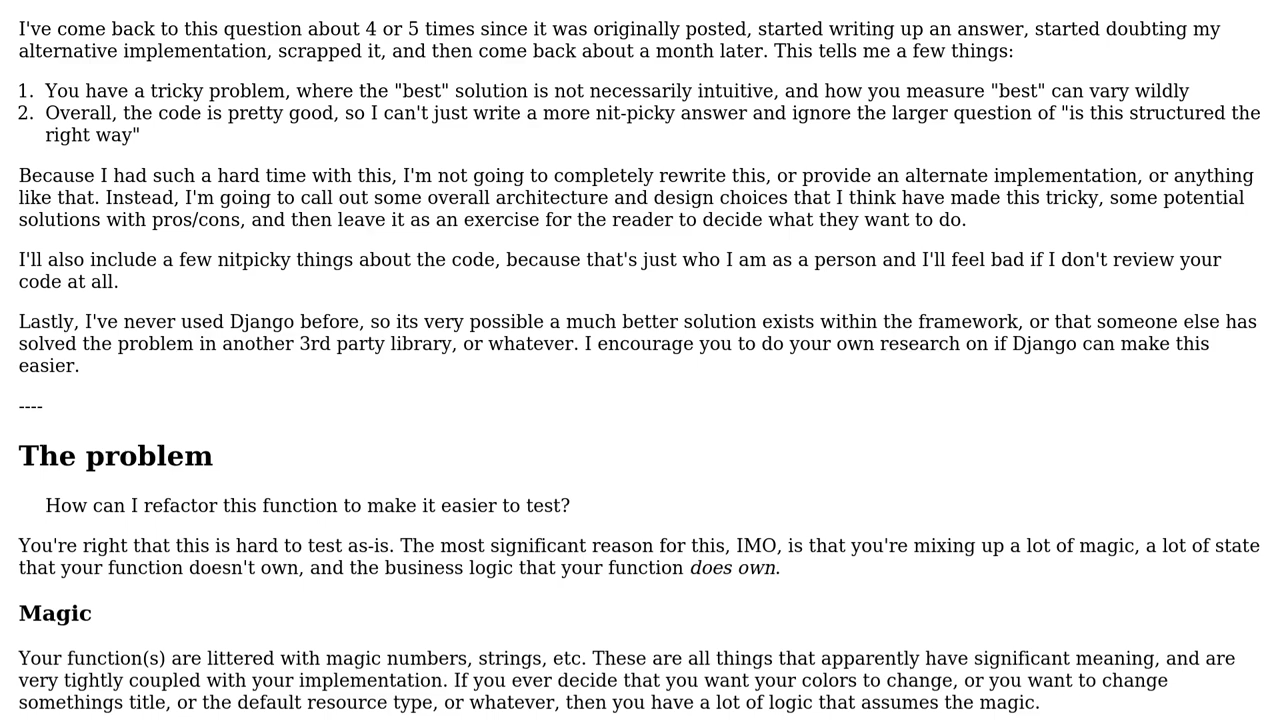 I've come back to this question about 4 or 5 times since it was originally posted, started writing up an answer, started doubting my
alternative implementation, scrapped it, and then come back about a month later. This tells me a few things:
1. You have a tricky problem, where the "best" solution is not necessarily intuitive, and how you measure "best" can vary wildly
2. Overall, the code is pretty good, so I can't just write a more nit-picky answer and ignore the larger question of "is this structured the
right way"
Because I had such a hard time with this, I'm not going to completely rewrite this, or provide an alternate implementation, or anything
like that. Instead, I'm going to call out some overall architecture and design choices that I think have made this tricky, some potential
solutions with pros/cons, and then leave it as an exercise for the reader to decide what they want to do.
I'll also include a few nitpicky things about the code, because that's just who I am as a person and I'll feel bad if I don't review your
code at all.
Lastly, I've never used Django before, so its very possible a much better solution exists within the framework, or that someone else has
solved the problem in another 3rd party library, or whatever. I encourage you to do your own research on if Django can make this
easier.
----
The problem
How can I refactor this function to make it easier to test?
You're right that this is hard to test as-is. The most significant reason for this, IMO, is that you're mixing up a lot of magic, a lot of state
that your function doesn't own, and the business logic that your function does own.
Magic
Your function(s) are littered with magic numbers, strings, etc. These are all things that apparently have significant meaning, and are
very tightly coupled with your implementation. If you ever decide that you want your colors to change, or you want to change
somethings title, or the default resource type, or whatever, then you have a lot of logic that assumes the magic.